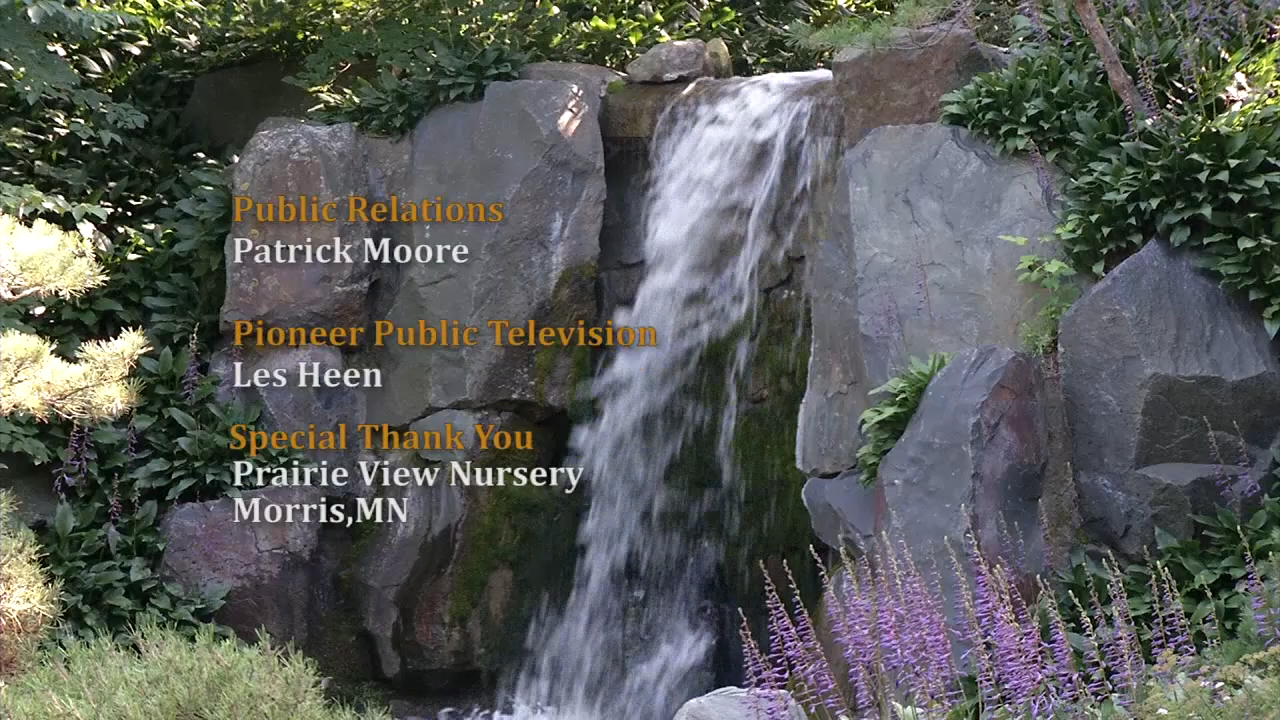 Public Relations
Patrick Moore
Pioneer Public Television
Les Heen
Special Thank You
Prairie View Nursery
Morris,MN